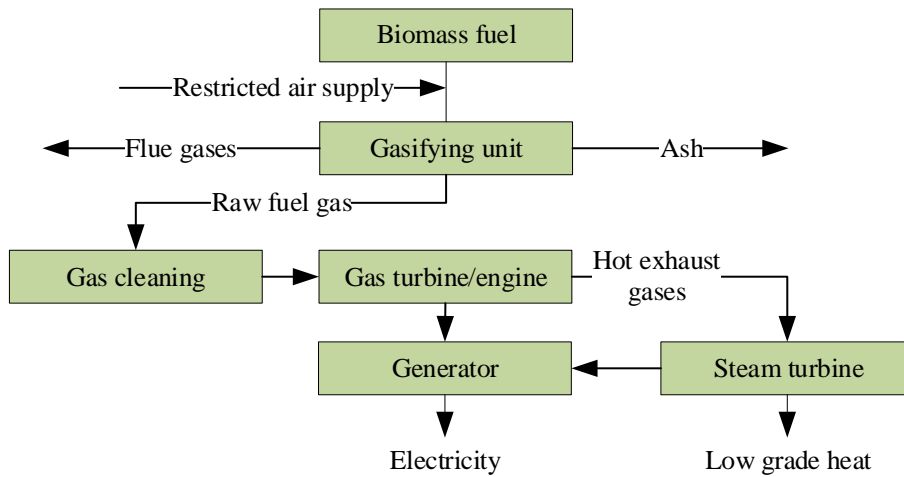 Biomass fuel
Restricted air supply
Flue gases
Gasifying unit
Ash
Raw fuel gas
Gas cleaning
Gas turbine/engine
Hot exhaust
gases
Generator
Steam turbine
Electricity
Low grade heat